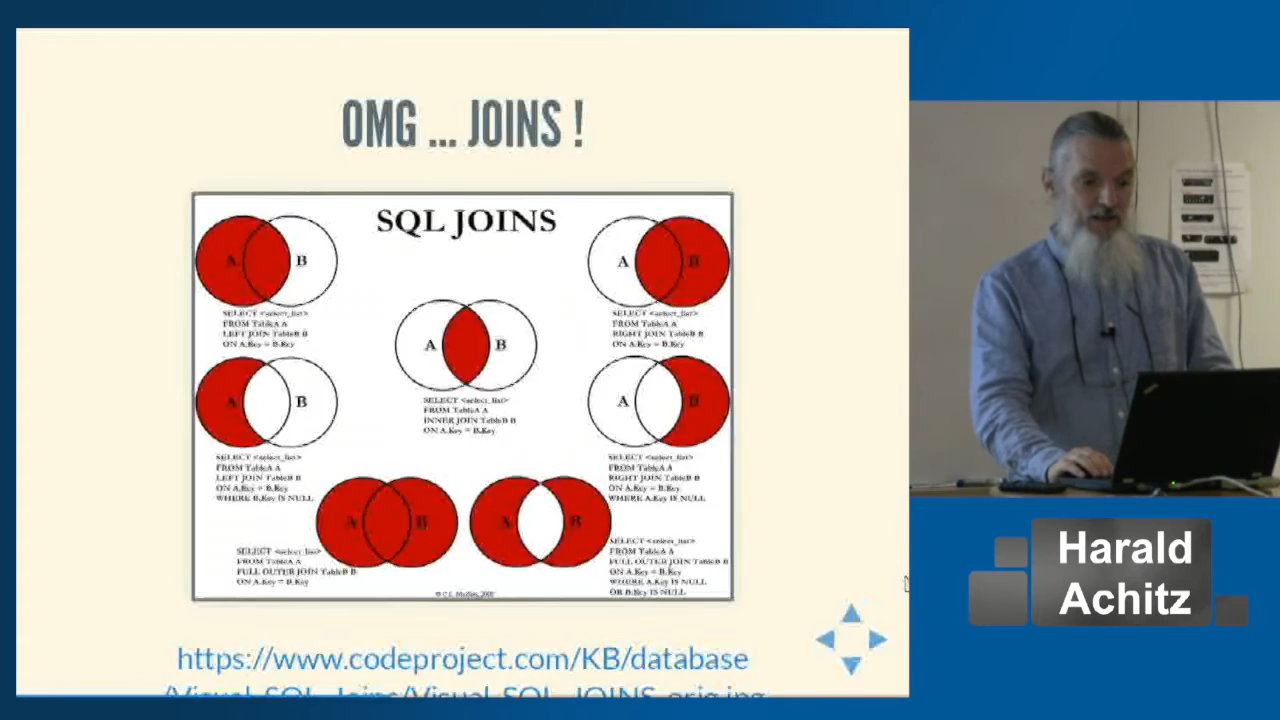 OMG ... JOINS !
SQL JOINS
A B
SELECT <select_list>
FROM TableA A
LEFT JOIN TableB B
ON A.Key = B.Key
A B
SELECT <select_list>
FROM TableA A
RIGHT JOIN TableB B
ON A.Key = B.Key
A B
SELECT <select_list>
FROM TableA A
INNER JOIN TableB B
ON A.Key = B.Key
A B
SELECT <select_list>
FROM TableA A
LEFT JOIN TableB B
ON A.Key = B.Key
WHERE B.Key IS NULL
A B
SELECT <select_list>
FROM TableA A
RIGHT JOIN TableB B
ON A.Key = B.Key
WHERE A.Key IS NULL
A B
SELECT <select_list>
FROM TableA A
FULL OUTER JOIN TableB B
ON A.Key = B.Key
A B
SELECT <select_list>
FROM TableA A
FULL OUTER JOIN TableB B
ON A.Key = B.Key
WHERE A.Key IS NULL
OR B.Key IS NULL
© C.L. Moffatt, 2008
https://www.codeproject.com/KB/database
/Visual_SQL_Joins/Visual_SQL_JOINS_orig.jpg
Harald
Achitz